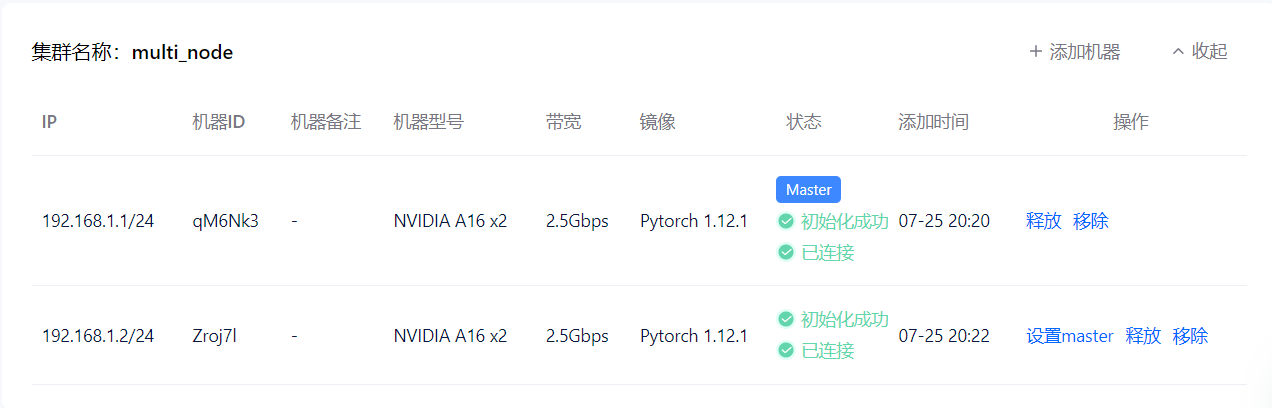 集群名称：multi_node
添加机器 收起
IP 机器ID 机器备注 机器型号 带宽 镜像 状态 添加时间 操作
Master
192.168.1.1/24 qM6Nk3 - NVIDIA A16 x2 2.5Gbps Pytorch 1.12.1 初始化成功 07-25 20:20 释放 移除
已连接
初始化成功
192.168.1.2/24 Zroj7l - NVIDIA A16 x2 2.5Gbps Pytorch 1.12.1 07-25 20:22 设置master 释放 移除
已连接